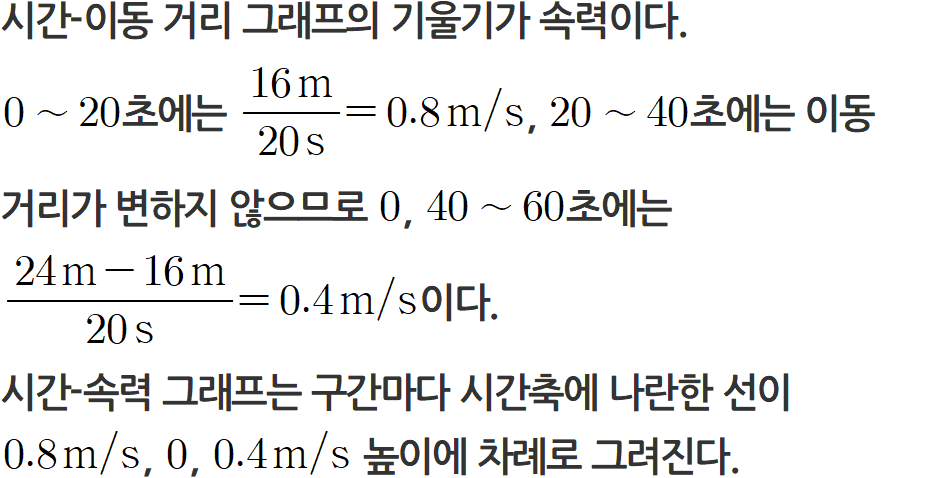 시간-이동 거리 그래프의 기울기가 속력이다.
0 ~ 20초에는 16 m/20 s = 0.8 m/s, 20 ~ 40초에는 이동
거리가 변하지 않으므로 0, 40 ~ 60초에는
(24 m − 16 m)/20 s = 0.4 m/s이다.
시간-속력 그래프는 구간마다 시간축에 나란한 선이
0.8 m/s, 0, 0.4 m/s 높이에 차례로 그려진다.